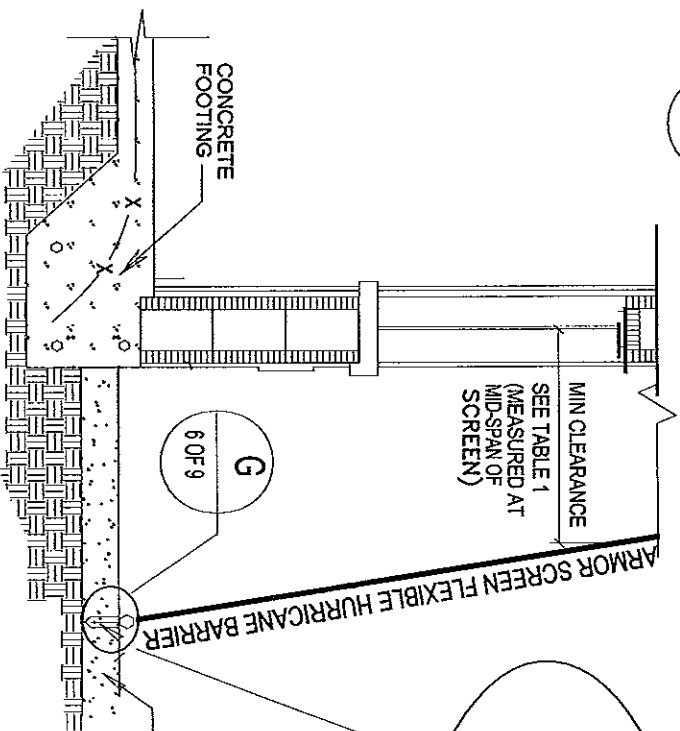 CONCRETE
FOOTING
MIN CLEARANCE
SEE TABLE 1
(MEASURED AT
MID-SPAN OF
SCREEN)
G
6 OF 9
ARMOR SCREEN FLEXIBLE HURRICANE BARRIER